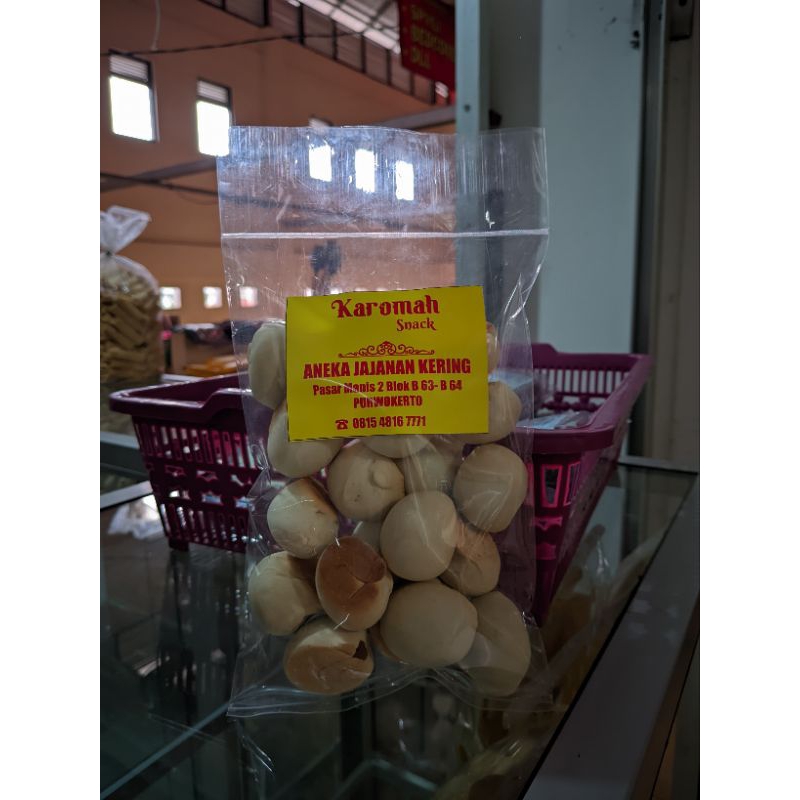 Karomah
Snack
ANEKA JAJANAN KERING
Pasar Manis 2 Blok B 63- B 64
PURWOKERTO
☎ 0815 4816 7771